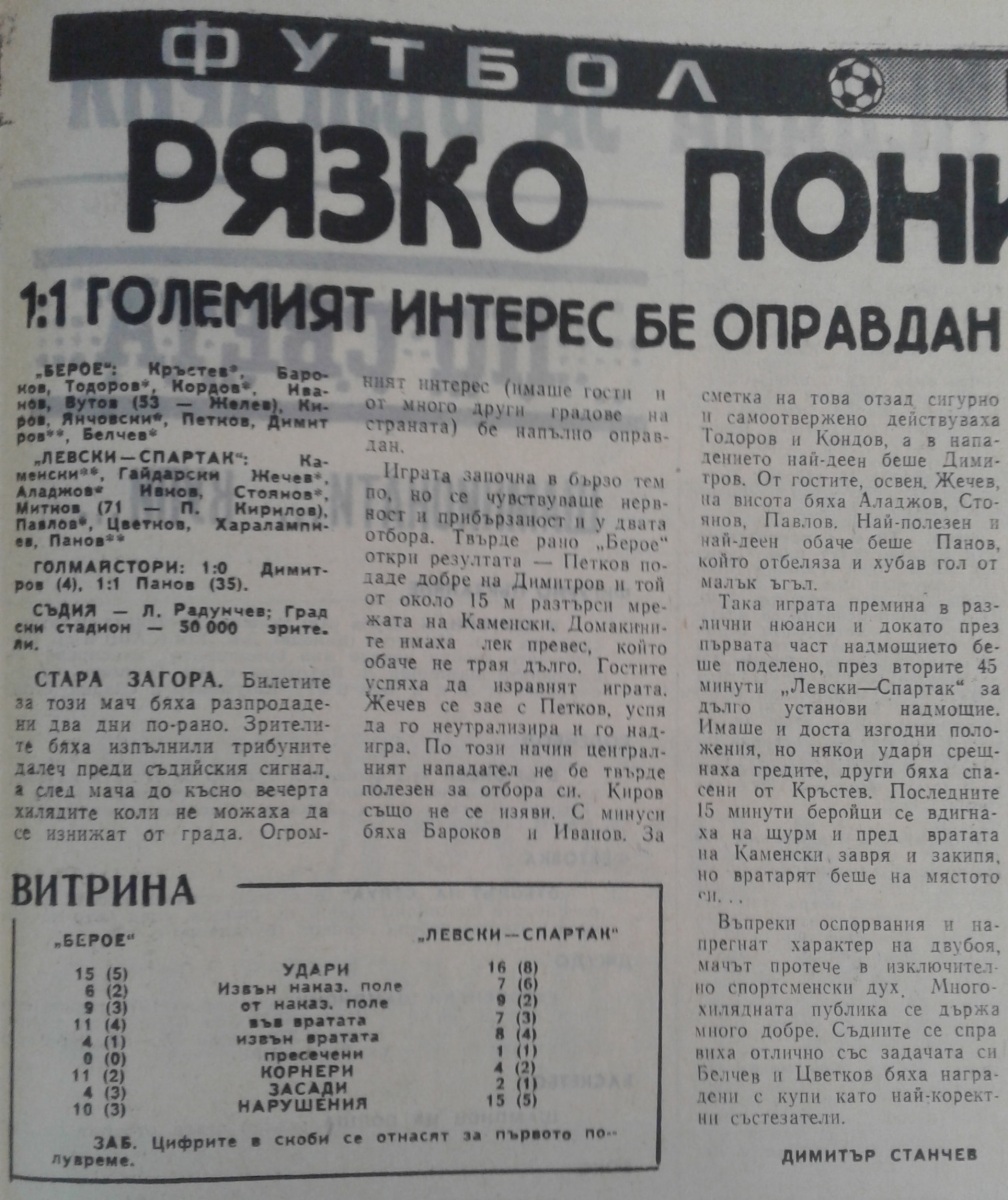 ФУТБОЛ
РЯЗКО ПОНИ
1:1 ГОЛЕМИЯТ ИНТЕРЕС БЕ ОПРАВДАН
„БЕРОЕ“: Кръстев*, Баро-
ков, Тодоров*, Кордов*, Ива-
нов, Вутов (53 — Желев), Ки-
ров, Янчовски*, Петков, Димит
ров**, Белчев*
„ЛЕВСКИ—СПАРТАК“: Ка-
менски**, Гайдарски Жечев*,
Аладжов* Ивков, Стоянов*,
Митков (71 — П. Кирилов),
Павлов*, Цветков, Харалампи-
ев, Панов**
ГОЛМАЙСТОРИ: 1:0 Димит-
ров (4), 1:1 Панов (35).
СЪДИЯ — Л. Радунчев; Град
ски стадион — 50 000 зрите.
ли.
СТАРА ЗАГОРА. Билетите
за този мач бяха разпродаде-
ни два дни по-рано. Зрители-
те бяха изпълнили трибуните
далеч преди съдийския сигнал,
а след мача до късно вечерта
хилядите коли не можаха да
се изнижат от града. Огром-
ният интерес (имаше гости и
от много други градове на
страната) бе напълно оправ-
дан.
Играта започна в бързо тем
по, но се чувствуваше нерв-
ност и прибързаност и у двата
отбора. Твърде рано „Берое“
откри резултата — Петков по-
даде добре на Димитров и той
от около 15 м разтърси мре-
жата на Каменски. Домакини-
те имаха лек превес, който
обаче не трая дълго. Гостите
успяха да изравнят играта.
Жечев се зае с Петков, успя
да го неутрализира и го над-
игра. По този начин централ-
ният нападател не бе твърде
полезен за отбора си. Киров
също не се изяви. С минуси
бяха Бароков и Иванов. За
сметка на това отзад сигурно
и самоотвержено действуваха
Тодоров и Кондов, а в напа-
дението най-деен беше Дими-
тров. От гостите, освен Жечев,
на висота бяха Аладжов, Сто-
янов, Павлов. Най-полезен и
най-деен обаче беше Панов,
който отбеляза и хубав гол от
малък ъгъл.
Така играта премина в раз-
лични нюанси и докато през
първата част надмощието бе-
ше поделено, през вторите 45
минути „Левски—Спартак“ за
дълго установи надмощие.
Имаше и доста изгодни поло-
жения, но някои удари срещ-
наха гредите, други бяха спа-
сени от Кръстев. Последните
15 минути беройци се вдигна-
ха на щурм и пред вратата
на Каменски завря и закипя,
но вратарят беше на мястото
си...
Въпреки оспорвания и на-
прегнат характер на двубоя,
мачът протече в изключител-
но спортсменски дух. Много-
хилядната публика се държа
много добре. Съдиите се спра
виха отлично със задачата си
Белчев и Цветков бяха награ-
дени с купи като най-корект-
ни състезатели.
ДИМИТЪР СТАНЧЕВ
ВИТРИНА
„БЕРОЕ“ „ЛЕВСКИ—СПАРТАК“
15 (5) УДАРИ 16 (8)
6 (2) Извън наказ. поле 7 (6)
9 (3) от наказ. поле 9 (2)
11 (4) във вратата 7 (3)
4 (1) извън вратата 8 (4)
0 (0) пресечени 1 (1)
11 (2) КОРНЕРИ 4 (2)
4 (3) ЗАСАДИ 2 (1)
10 (3) НАРУШЕНИЯ 15 (5)
ЗАБ. Цифрите в скоби се отнасят за първото по-
лувреме.